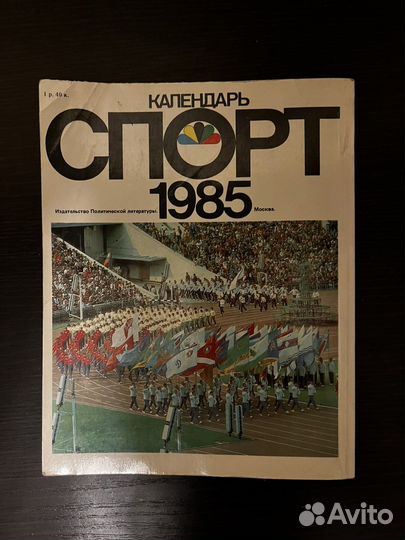 1 р. 40 к.
КАЛЕНДАРЬ
СПОРТ
1985
Издательство Политической литературы. Москва.
Avito